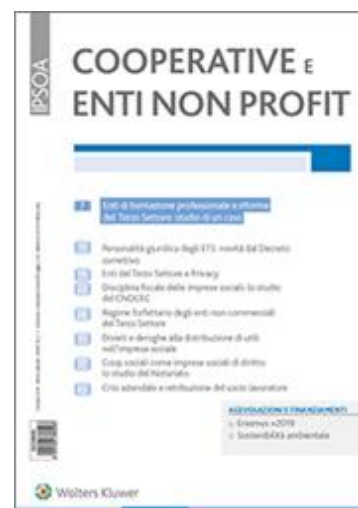 IPSOA
COOPERATIVE E
ENTI NON PROFIT
Enti di formazione professionale e riforma
del Terzo Settore: studio di un caso
Personalità giuridica degli ETS: novità dal Decreto
correttivo
Enti del Terzo Settore e Privacy
Disciplina fiscale delle imprese sociali: lo studio
del CNDCEC
Regime forfettario degli enti non commerciali
del Terzo Settore
Divieti e deroghe alla distribuzione di utili
nell'impresa sociale
Coop sociali come imprese sociali di diritto:
lo studio del Notariato
Crisi aziendale e retribuzione del socio lavoratore
AGEVOLAZIONI E FINANZIAMENTI
Erasmus +2019
Sostenibilità ambientale
Wolters Kluwer